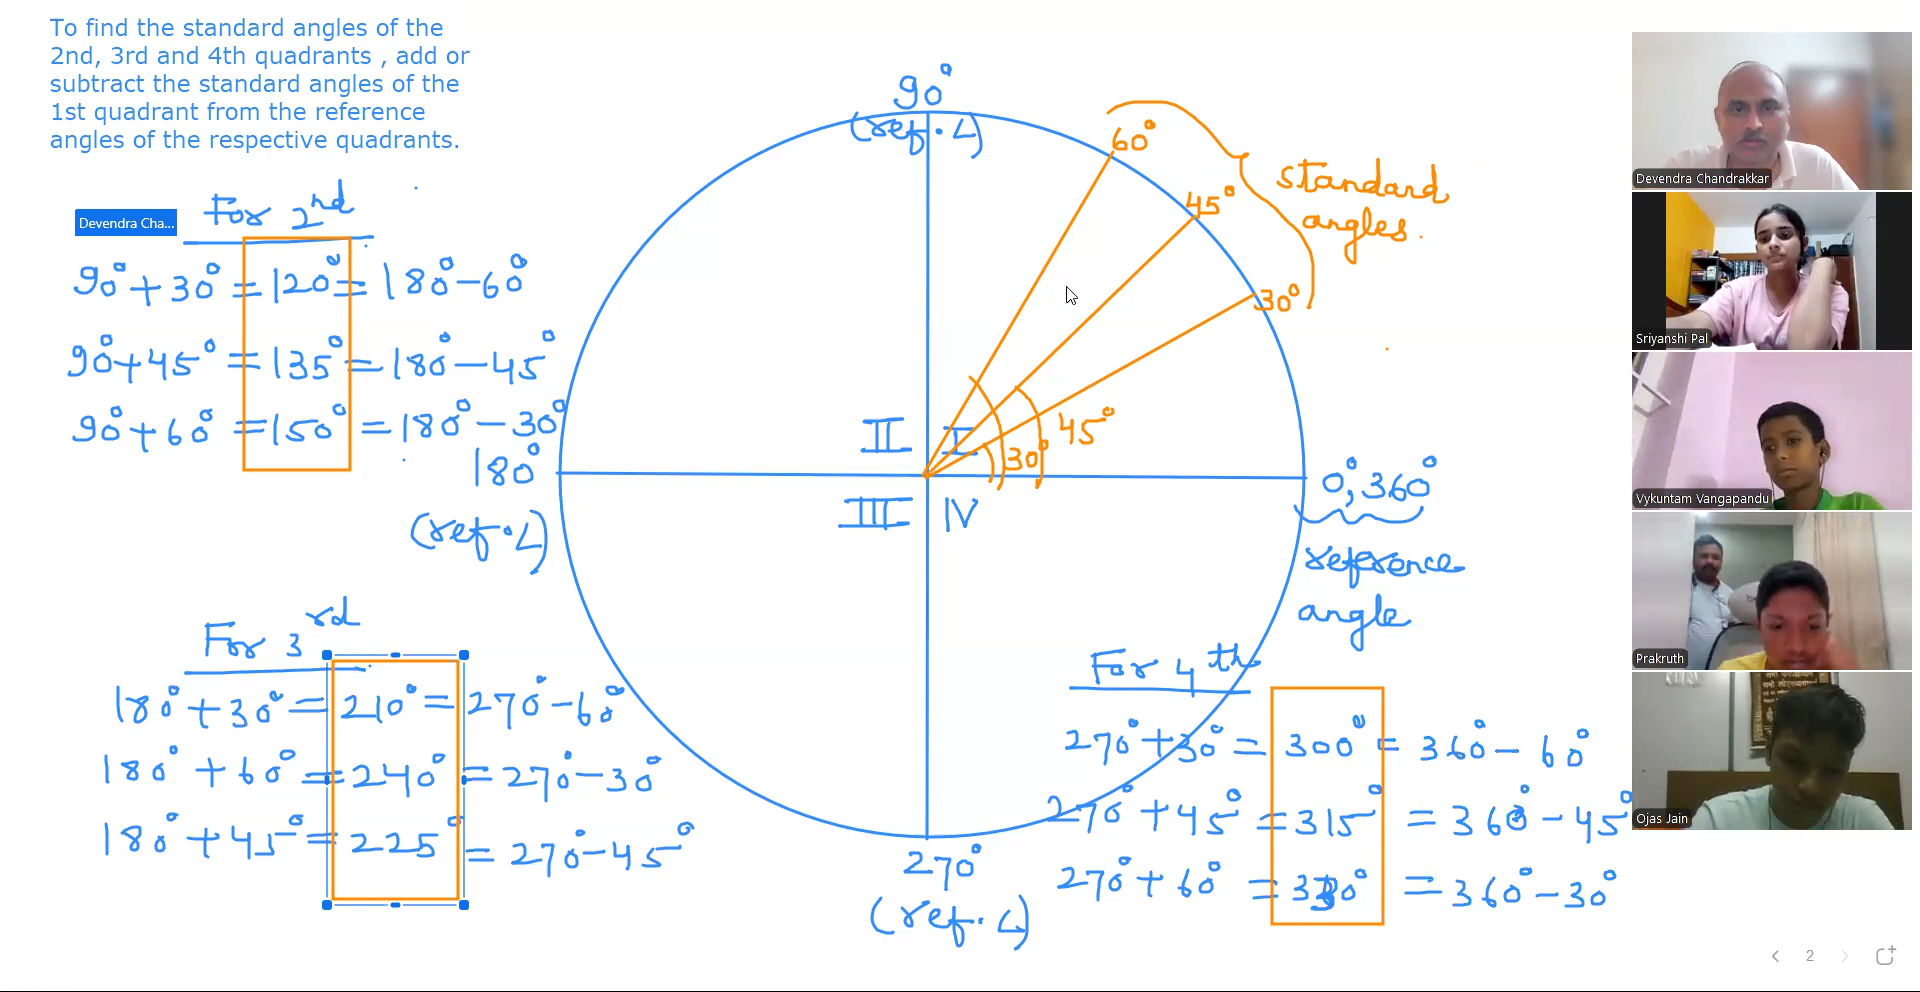 To find the standard angles of the
2nd, 3rd and 4th quadrants , add or
subtract the standard angles of the
1st quadrant from the reference
angles of the respective quadrants.
Devendra Cha...
For 2nd
90°+30°=120°=180°-60°
90°+45°=135°=180°-45°
90°+60°=150°=180°-30°
90°
(ref.∠)
60°
45°
30°
standard
angles.
II
I
45°
30°
180°
(ref.∠)
III
IV
0°,360°
reference
angle
For 3rd
180°+30°=210°=270°-60°
180°+60°=240°=270°-30°
180°+45°=225°=270°-45°
270°
(ref.∠)
For 4th
270°+30°=300°=360°-60°
270°+45°=315°=360°-45°
270°+60°=330°=360°-30°
Devendra Chandrakkar
Sriyanshi Pal
Vykuntam Vangapandu
Prakruth
Ojas Jain
2